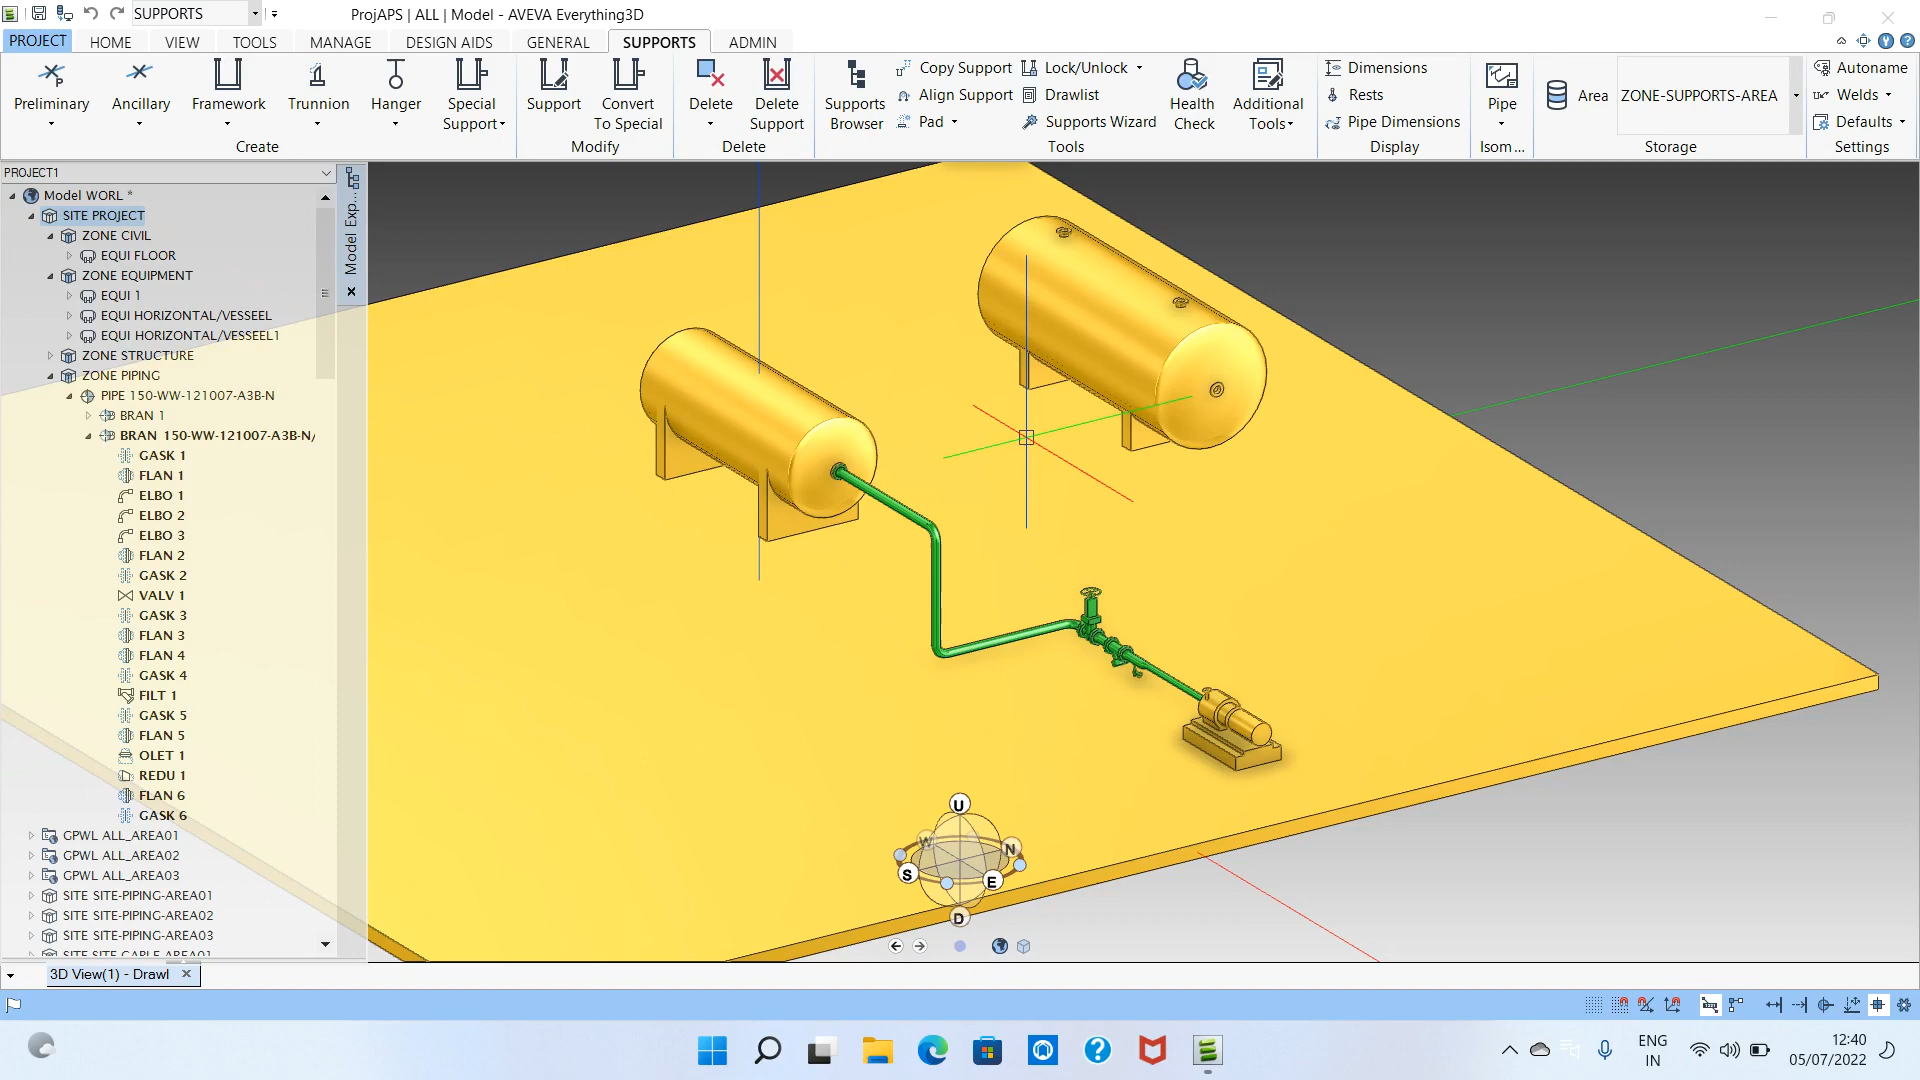 SUPPORTS
ProjAPS | ALL | Model - AVEVA Everything3D
PROJECT HOME VIEW TOOLS MANAGE DESIGN AIDS GENERAL SUPPORTS ADMIN
Preliminary Ancillary Framework Trunnion Hanger Special Support
Create
Support Convert To Special
Modify
Delete Delete Support
Delete
Supports Browser
Copy Support
Align Support
Pad
Lock/Unlock
Drawlist
Supports Wizard
Health Check
Additional Tools
Tools
Dimensions
Rests
Pipe Dimensions
Display
Pipe
Isom ...
Area ZONE-SUPPORTS-AREA
Storage
Autoname
Welds
Defaults
Settings
PROJECT1
Model Exp...
Model WORL *
SITE PROJECT
ZONE CIVIL
EQUI FLOOR
ZONE EQUIPMENT
EQUI 1
EQUI HORIZONTAL/VESSEEL
EQUI HORIZONTAL/VESSEEL1
ZONE STRUCTURE
ZONE PIPING
PIPE 150-WW-121007-A3B-N
BRAN 1
BRAN 150-WW-121007-A3B-N/
GASK 1
FLAN 1
ELBO 1
ELBO 2
ELBO 3
FLAN 2
GASK 2
VALV 1
GASK 3
FLAN 3
FLAN 4
GASK 4
FILT 1
GASK 5
FLAN 5
OLET 1
REDU 1
FLAN 6
GASK 6
GPWL ALL_AREA01
GPWL ALL_AREA02
GPWL ALL_AREA03
SITE SITE-PIPING-AREA01
SITE SITE-PIPING-AREA02
SITE SITE-PIPING-AREA03
SITE SITE-CABLE-AREA01
U
W
N
S
E
D
3D View(1) - Drawl
ENG
IN
12:40
05/07/2022